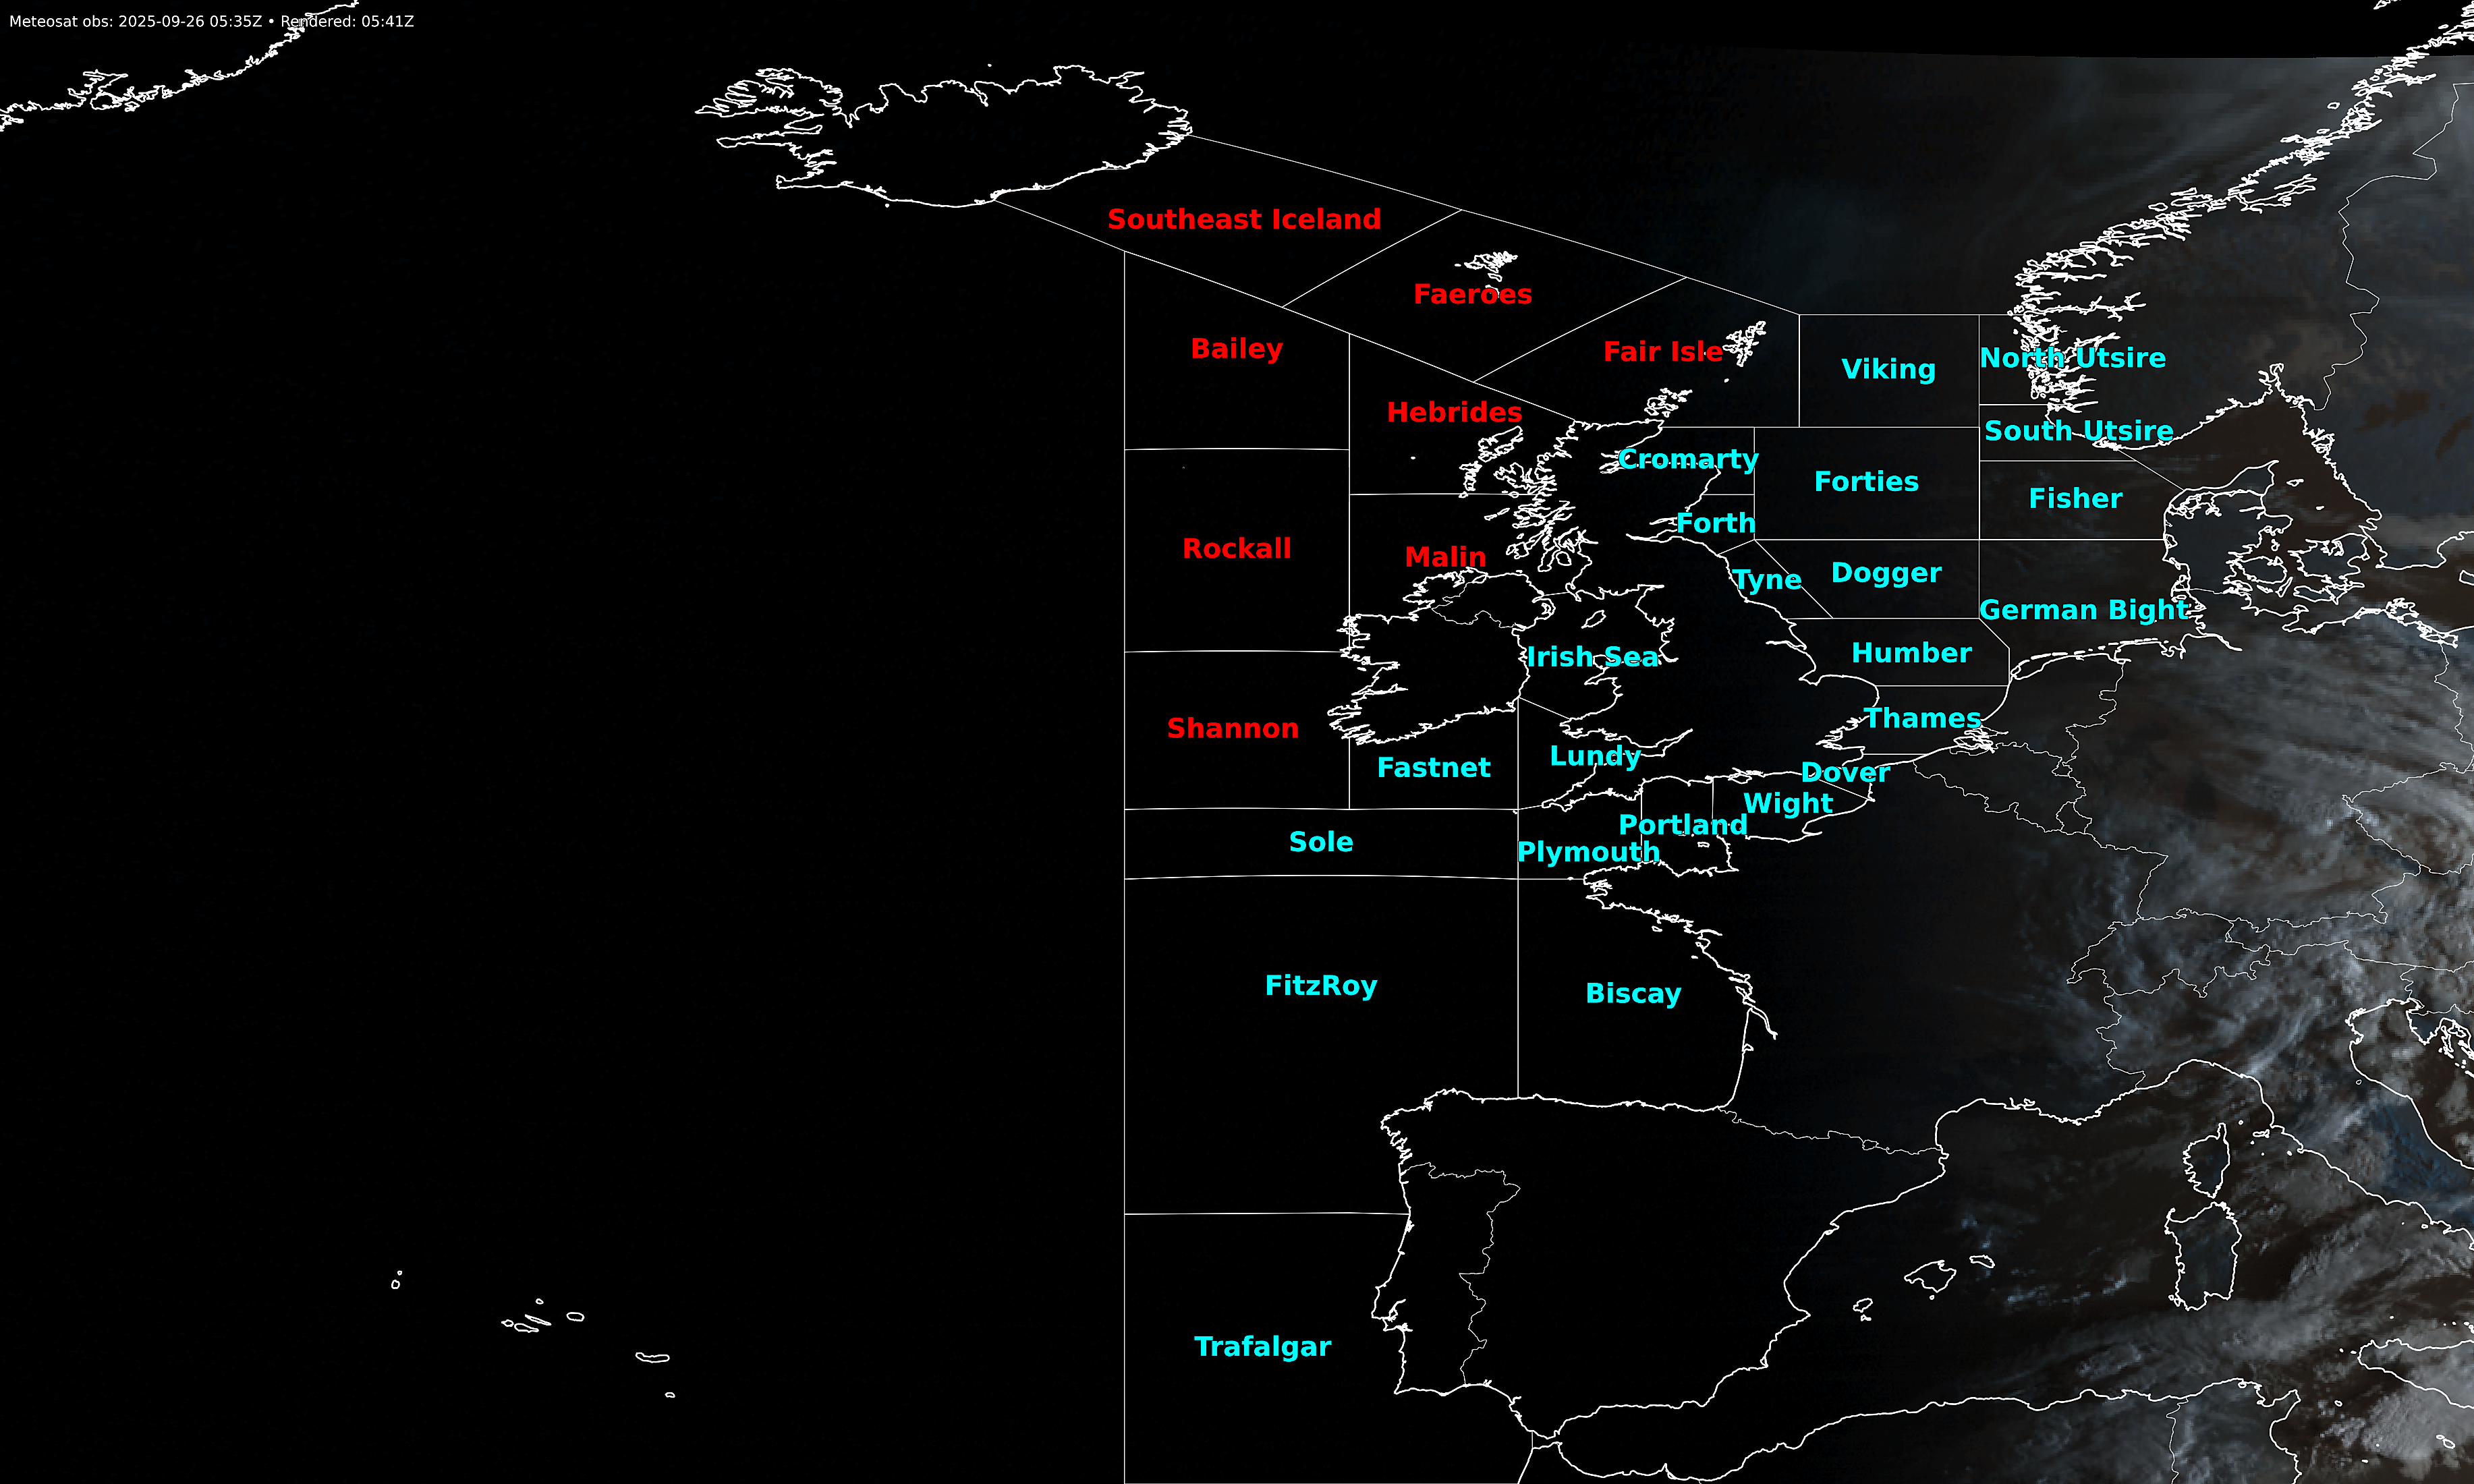 Meteosat obs: 2025-09-26 05:35Z • Rendered: 05:41Z
Southeast Iceland
Faeroes
Bailey
Fair Isle
Viking
North Utsire
Hebrides
South Utsire
Cromarty
Forties
Fisher
Forth
Rockall
Malin
Tyne
Dogger
German Bight
Irish Sea
Humber
Shannon
Thames
Fastnet
Lundy
Dover
Wight
Portland
Sole
Plymouth
FitzRoy
Biscay
Trafalgar